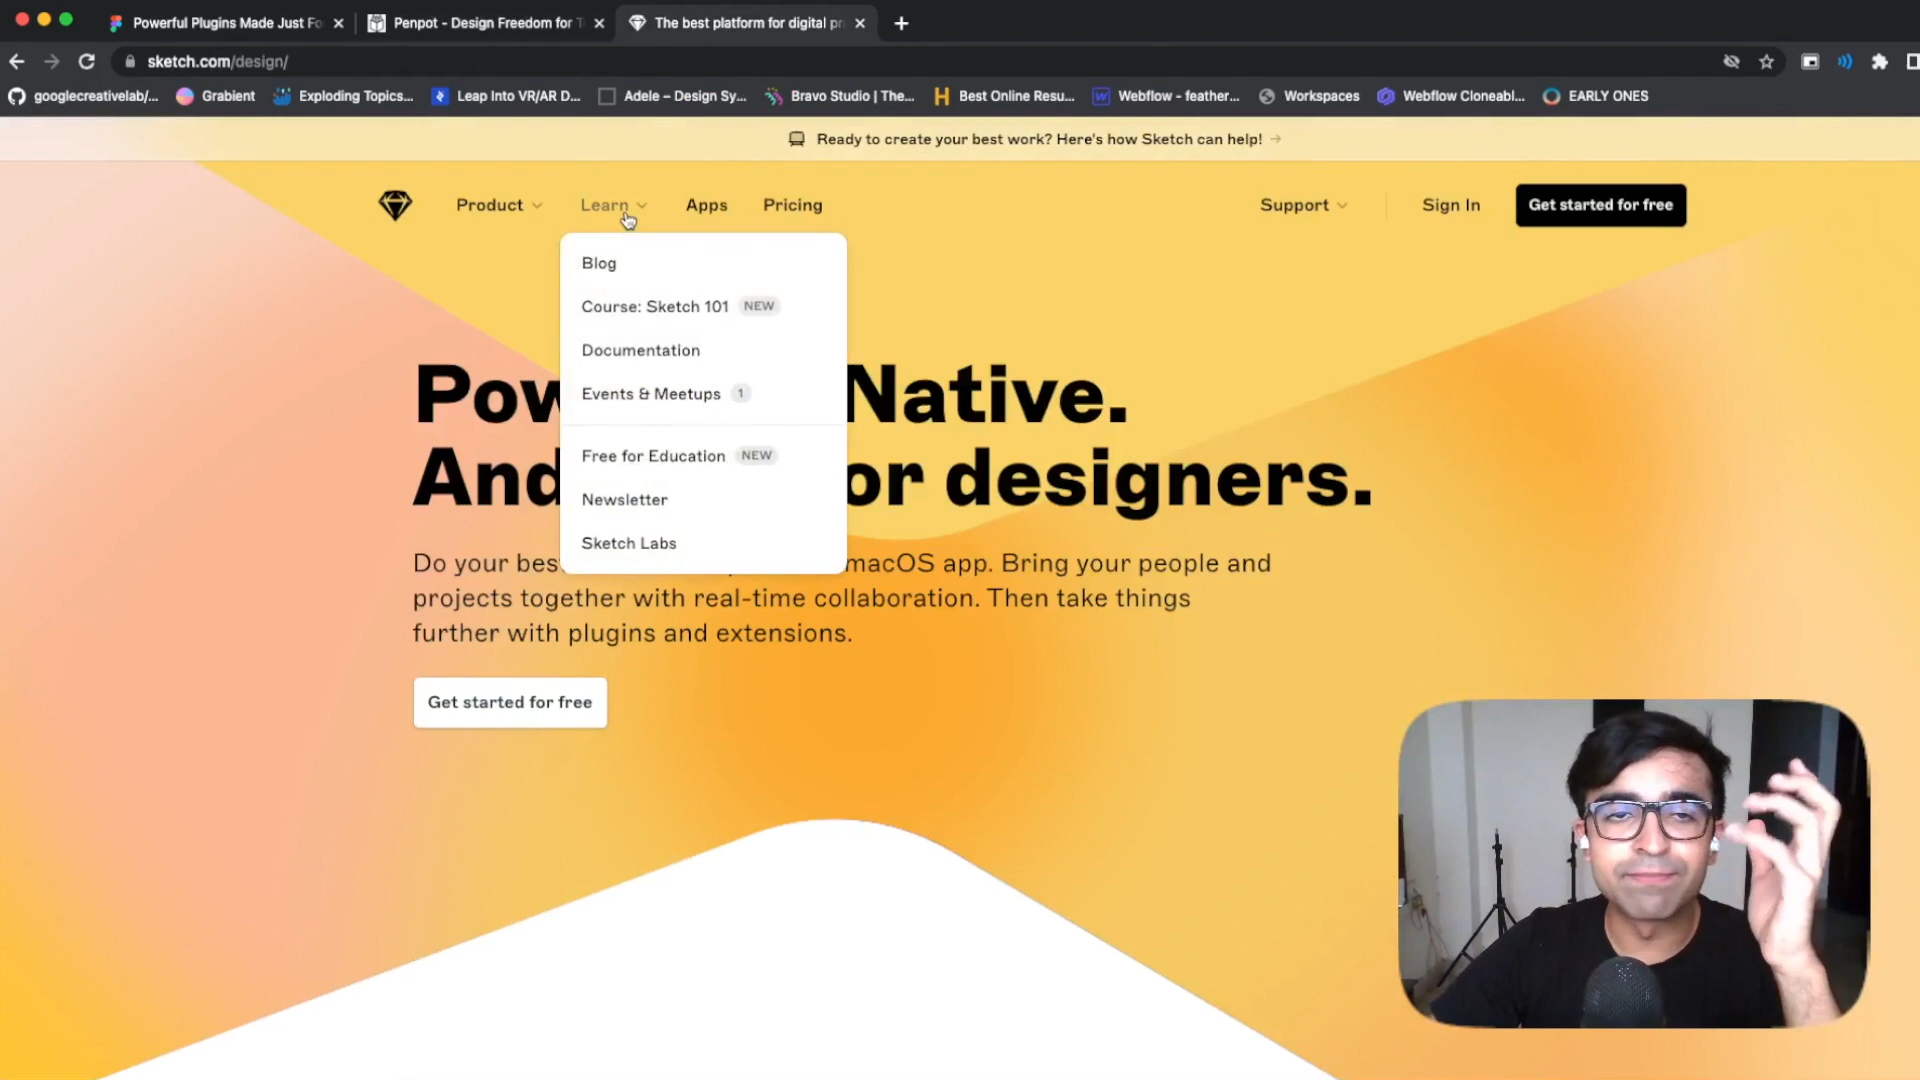 Powerful Plugins Made Just Fo
Penpot - Design Freedom for T
The best platform for digital pr
sketch.com/design/
googlecreativelab/...
Grabient
Exploding Topics...
Leap Into VR/AR D...
Adele – Design Sy...
Bravo Studio | The...
Best Online Resu...
Webflow - feather...
Workspaces
Webflow Cloneabl...
EARLY ONES
Ready to create your best work? Here's how Sketch can help! →
Product
Learn
Apps
Pricing
Support
Sign In
Get started for free
Blog
Course: Sketch 101 NEW
Documentation
Events & Meetups 1
Free for Education NEW
Newsletter
Sketch Labs
Pow Native.
And or designers.
Do your bes macOS app. Bring your people and
projects together with real-time collaboration. Then take things
further with plugins and extensions.
Get started for free